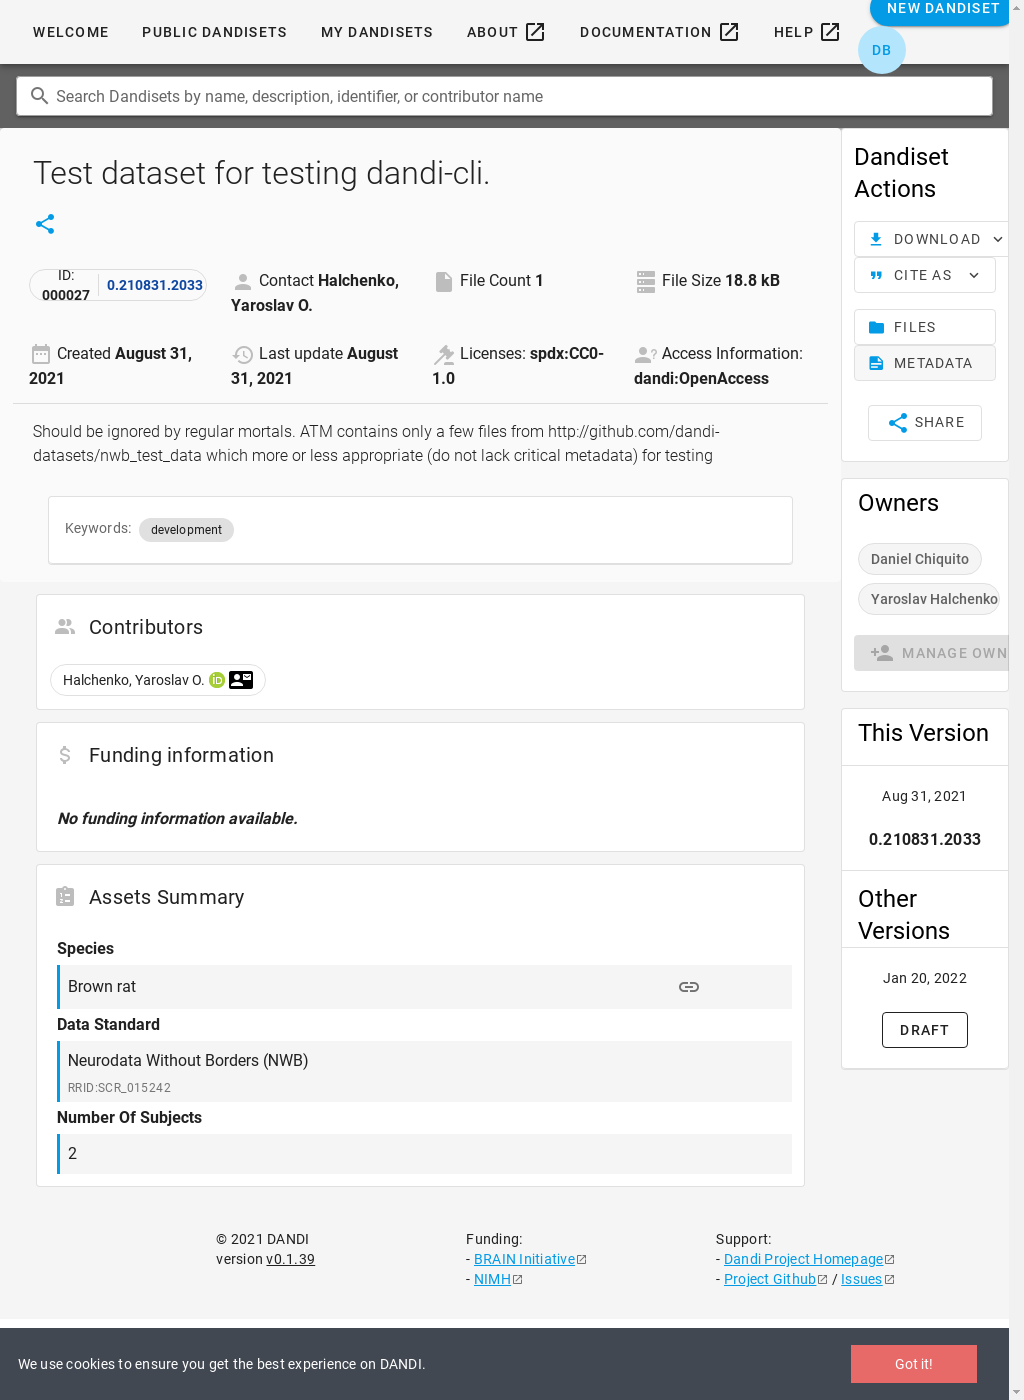 WELCOME
PUBLIC DANDISETS
MY DANDISETS
ABOUT
DOCUMENTATION
HELP
NEW DANDISET
DB
Search Dandisets by name, description, identifier, or contributor name
Test dataset for testing dandi-cli.
ID:
000027
0.210831.2033
Contact Halchenko,
Yaroslav O.
File Count 1
File Size 18.8 kB
Created August 31,
2021
Last update August
31, 2021
Licenses: spdx:CC0-
1.0
Access Information:
dandi:OpenAccess
Should be ignored by regular mortals. ATM contains only a few files from http://github.com/dandi-
datasets/nwb_test_data which more or less appropriate (do not lack critical metadata) for testing
Keywords:
development
Contributors
Halchenko, Yaroslav O.
iD
Funding information
No funding information available.
Assets Summary
Species
Brown rat
Data Standard
Neurodata Without Borders (NWB)
RRID:SCR_015242
Number Of Subjects
2
Dandiset
Actions
DOWNLOAD
CITE AS
FILES
METADATA
SHARE
Owners
Daniel Chiquito
Yaroslav Halchenko
MANAGE OWN
This Version
Aug 31, 2021
0.210831.2033
Other
Versions
Jan 20, 2022
DRAFT
© 2021 DANDI
version v0.1.39
Funding:
- BRAIN Initiative
- NIMH
Support:
- Dandi Project Homepage
- Project Github / Issues
We use cookies to ensure you get the best experience on DANDI.
Got it!